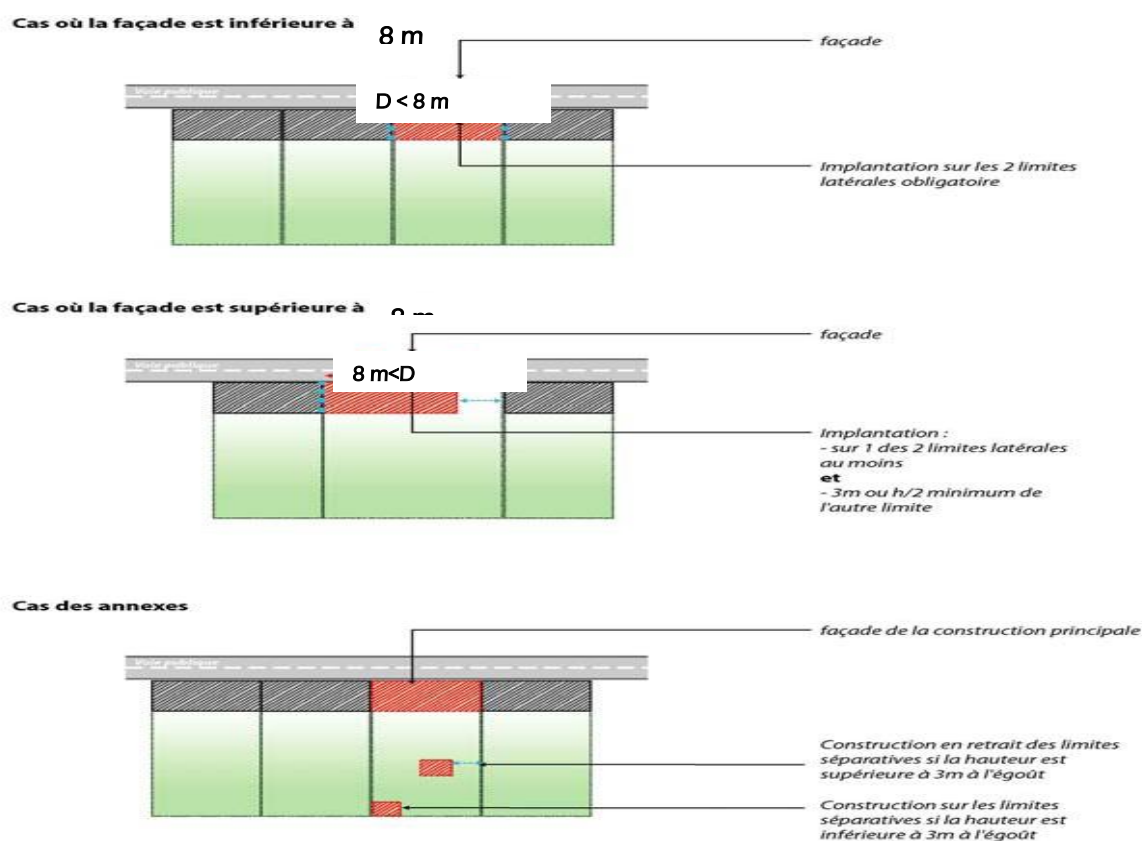 Cas où la façade est inférieure à 8 m
façade
Voie publique
D < 8 m
Implantation sur les 2 limites
latérales obligatoire
Cas où la façade est supérieure à 8 m
façade
Voie publique
8 m<D
Implantation :
- sur 1 des 2 limites latérales
au moins
et
- 3m ou h/2 minimum de
l'autre limite
Cas des annexes
façade de la construction principale
Voie publique
Construction en retrait des limites
séparatives si la hauteur est
supérieure à 3m à l'égoût
Construction sur les limites
séparatives si la hauteur est
inférieure à 3m à l'égoût